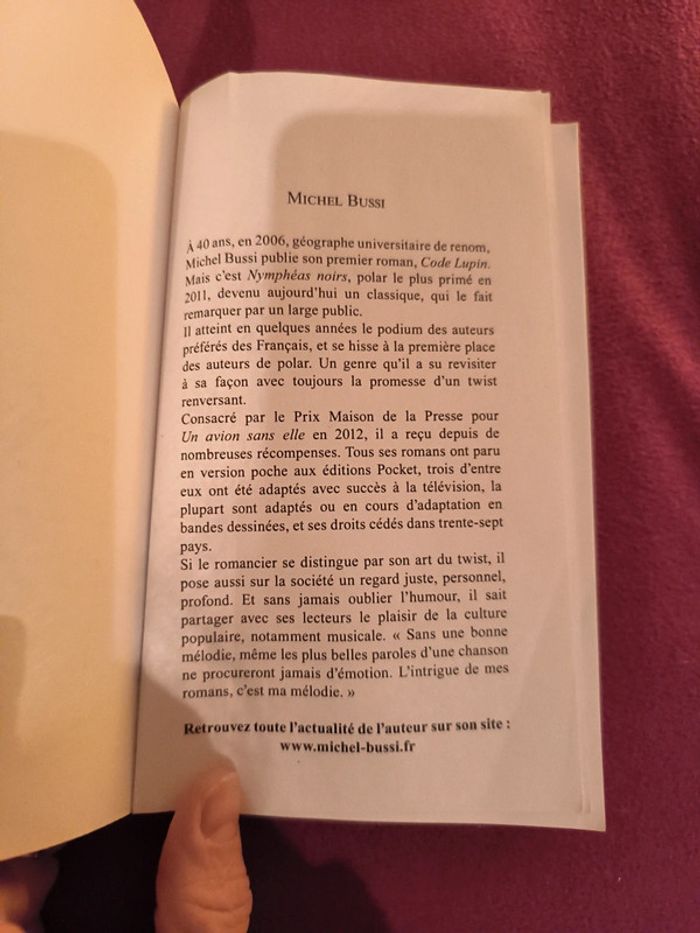 MICHEL BUSSI
À 40 ans, en 2006, géographe universitaire de renom,
Michel Bussi publie son premier roman, Code Lupin.
Mais c'est Nymphéas noirs, polar le plus primé en
2011, devenu aujourd'hui un classique, qui le fait
remarquer par un large public.
Il atteint en quelques années le podium des auteurs
préférés des Français, et se hisse à la première place
des auteurs de polar. Un genre qu'il a su revisiter
à sa façon avec toujours la promesse d'un twist
renversant.
Consacré par le Prix Maison de la Presse pour
Un avion sans elle en 2012, il a reçu depuis de
nombreuses récompenses. Tous ses romans ont paru
en version poche aux éditions Pocket, trois d'entre
eux ont été adaptés avec succès à la télévision, la
plupart sont adaptés ou en cours d'adaptation en
bandes dessinées, et ses droits cédés dans trente-sept
pays.
Si le romancier se distingue par son art du twist, il
pose aussi sur la société un regard juste, personnel,
profond. Et sans jamais oublier l'humour, il sait
partager avec ses lecteurs le plaisir de la culture
populaire, notamment musicale. « Sans une bonne
mélodie, même les plus belles paroles d'une chanson
ne procureront jamais d'émotion. L'intrigue de mes
romans, c'est ma mélodie. »
Retrouvez toute l'actualité de l'auteur sur son site :
www.michel-bussi.fr